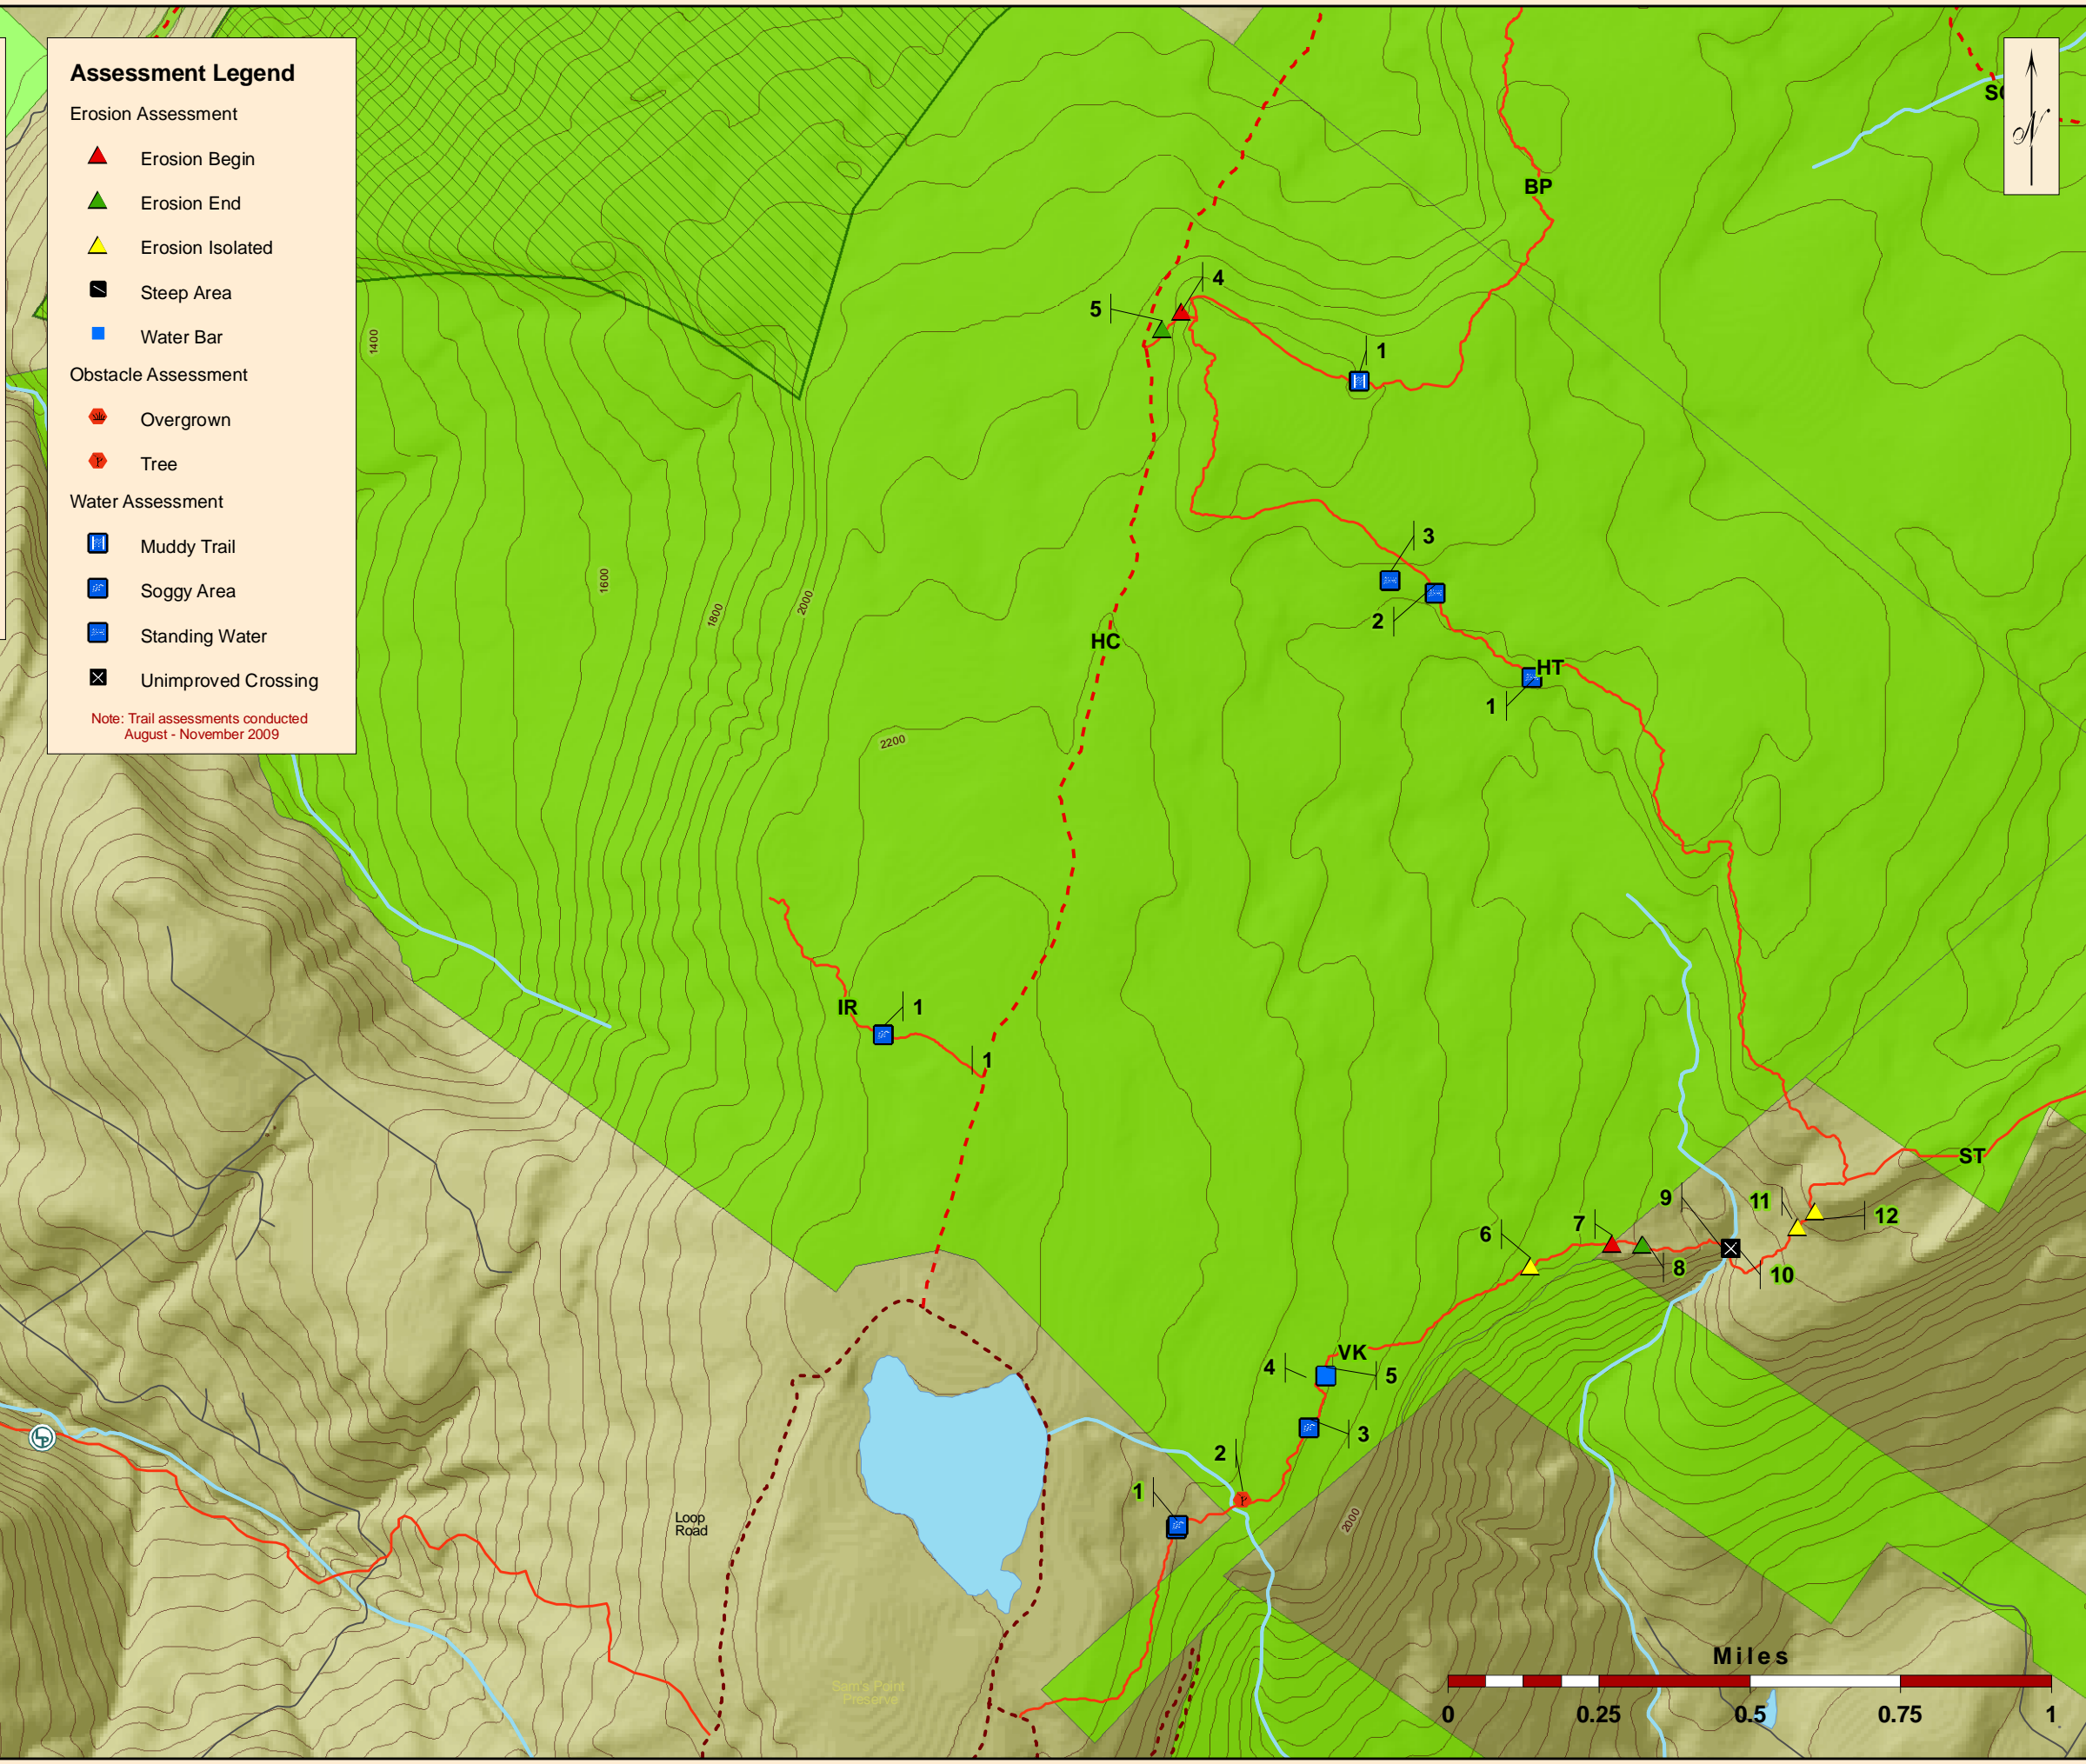 Assessment Legend
Erosion Assessment
Erosion Begin
Erosion End
Erosion Isolated
Steep Area
Water Bar
Obstacle Assessment
Overgrown
Tree
Water Assessment
Muddy Trail
Soggy Area
Standing Water
Unimproved Crossing
Note: Trail assessments conducted
August - November 2009
N
BP
4
5
1
1400
3
1600
2000
1800
2
HC
HT
1
2200
IR
1
1
ST
9
11
12
7
6
8
10
VK
4
5
3
2
LP
1
Loop
Road
2000
Miles
Sam's Point
Preserve
0
0.25
0.5
0.75
1